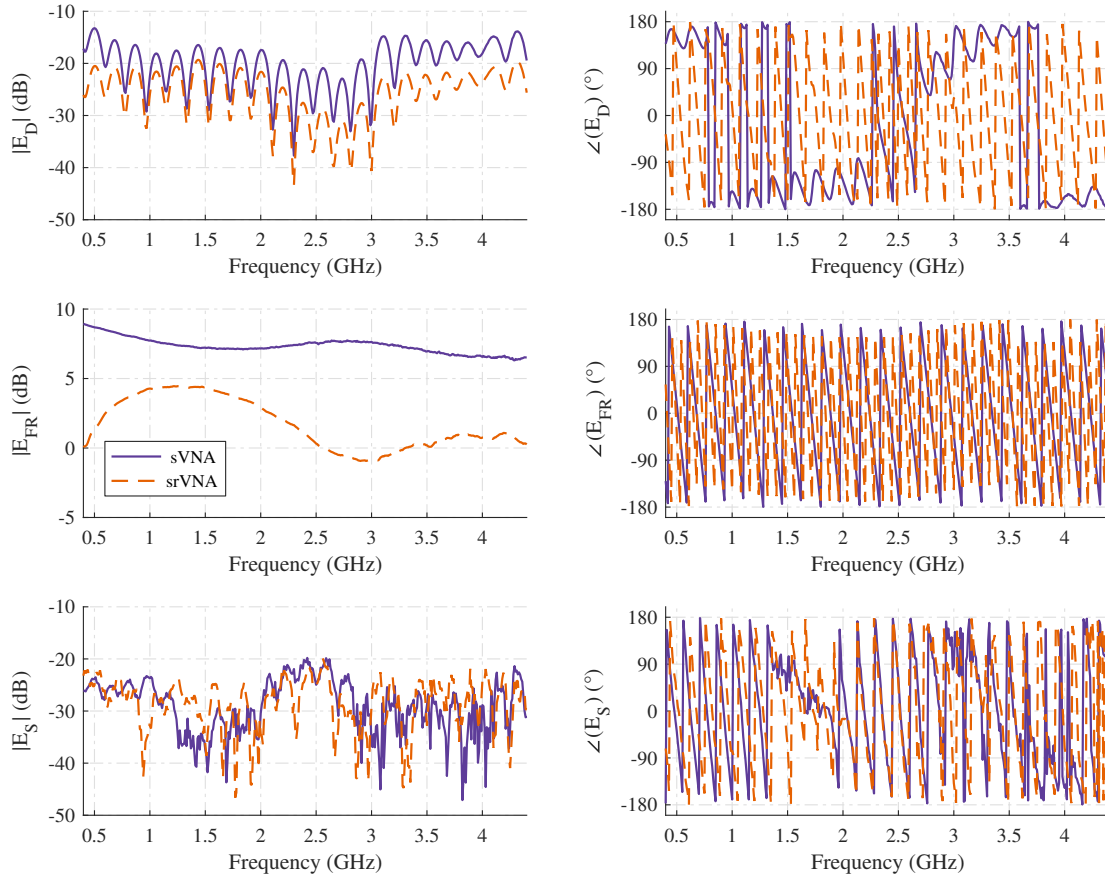 -10
-20
-30
-40
-50
|E_D| (dB)
0.5 1 1.5 2 2.5 3 3.5 4
Frequency (GHz)
180
90
0
-90
-180
∠(E_D) (°)
0.5 1 1.5 2 2.5 3 3.5 4
Frequency (GHz)
10
5
0
-5
|E_FR| (dB)
sVNA
srVNA
0.5 1 1.5 2 2.5 3 3.5 4
Frequency (GHz)
180
90
0
-90
-180
∠(E_FR) (°)
0.5 1 1.5 2 2.5 3 3.5 4
Frequency (GHz)
-10
-20
-30
-40
-50
|E_S| (dB)
0.5 1 1.5 2 2.5 3 3.5 4
Frequency (GHz)
180
90
0
-90
-180
∠(E_S) (°)
0.5 1 1.5 2 2.5 3 3.5 4
Frequency (GHz)